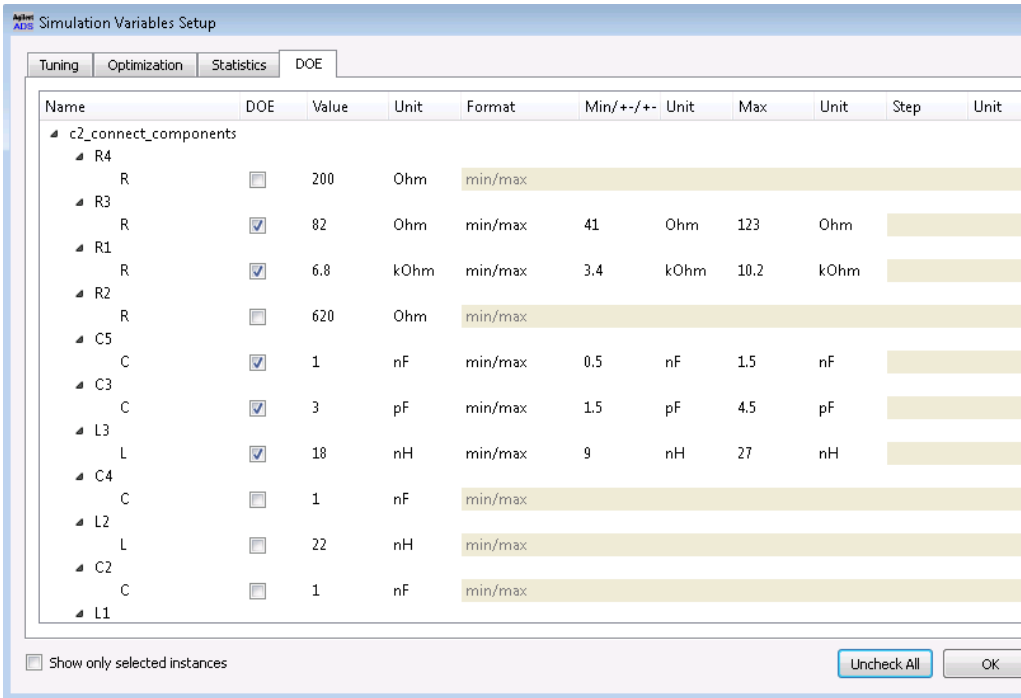 Agilent
ADS Simulation Variables Setup
Tuning Optimization Statistics DOE
Name DOE Value Unit Format Min/+-/+- Unit Max Unit Step Unit
c2_connect_components
R4
R 200 Ohm min/max
R3
R 82 Ohm min/max 41 Ohm 123 Ohm
R1
R 6.8 kOhm min/max 3.4 kOhm 10.2 kOhm
R2
R 620 Ohm min/max
C5
C 1 nF min/max 0.5 nF 1.5 nF
C3
C 3 pF min/max 1.5 pF 4.5 pF
L3
L 18 nH min/max 9 nH 27 nH
C4
C 1 nF min/max
L2
L 22 nH min/max
C2
C 1 nF min/max
L1
Show only selected instances Uncheck All OK